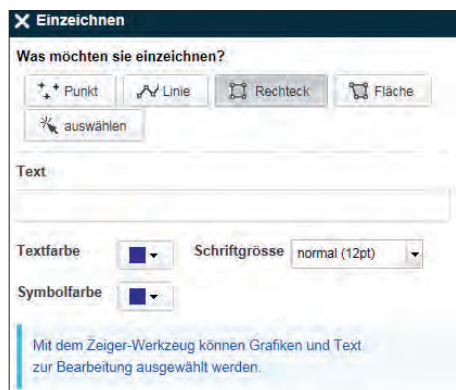 Einzeichnen
Was möchten sie einzeichnen?
Punkt Linie Rechteck Fläche
auswählen
Text
Textfarbe Schriftgrösse normal (12pt)
Symbolfarbe
Mit dem Zeiger-Werkzeug können Grafiken und Text
zur Bearbeitung ausgewählt werden.